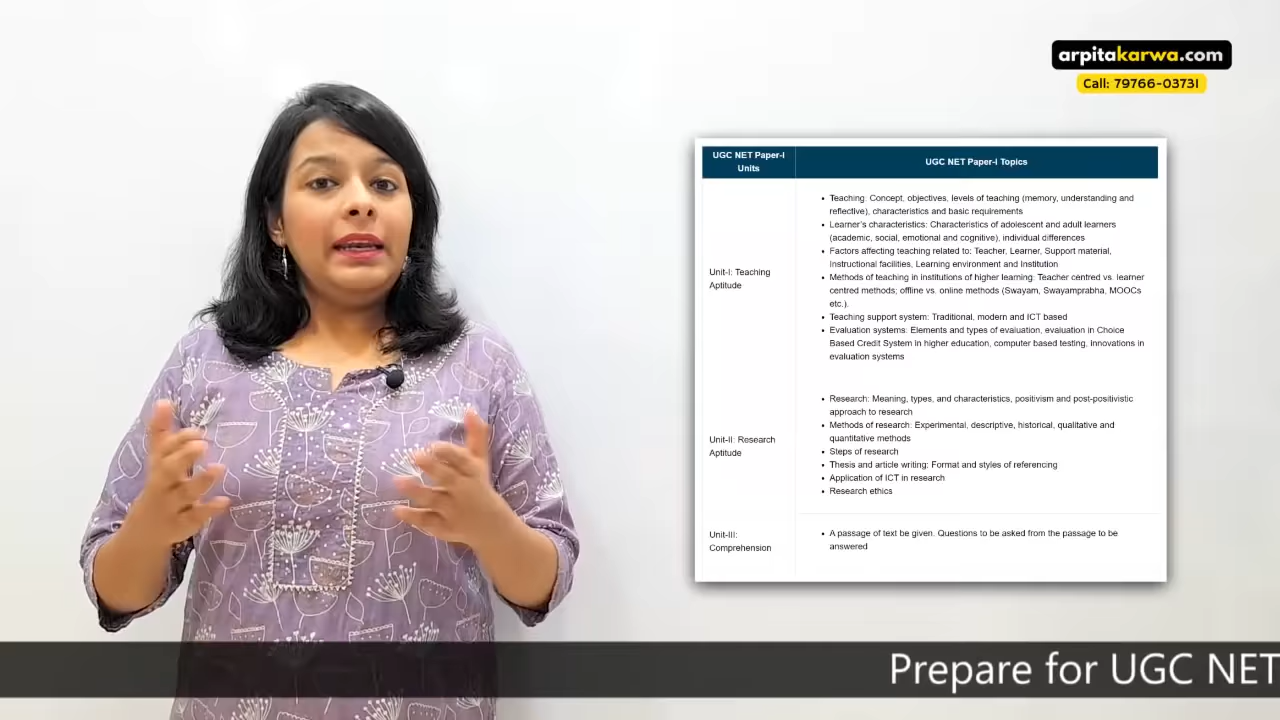 arpitakarwa.com
Call: 79766-03731
UGC NET Paper-I
Units
UGC NET Paper-I Topics
Unit-I: Teaching
Aptitude
• Teaching: Concept, objectives, levels of teaching (memory, understanding and
reflective), characteristics and basic requirements
• Learner's characteristics: Characteristics of adolescent and adult learners
(academic, social, emotional and cognitive), individual differences
• Factors affecting teaching related to: Teacher, Learner, Support material,
Instructional facilities, Learning environment and Institution
• Methods of teaching in institutions of higher learning: Teacher centred vs. learner
centred methods; offline vs. online methods (Swayam, Swayamprabha, MOOCs
etc.).
• Teaching support system: Traditional, modern and ICT based
• Evaluation systems: Elements and types of evaluation, evaluation in Choice
Based Credit System in higher education, computer based testing, innovations in
evaluation systems
Unit-II: Research
Aptitude
• Research: Meaning, types, and characteristics, positivism and post-positivistic
approach to research
• Methods of research: Experimental, descriptive, historical, qualitative and
quantitative methods
• Steps of research
• Thesis and article writing: Format and styles of referencing
• Application of ICT in research
• Research ethics
Unit-III:
Comprehension
• A passage of text be given. Questions to be asked from the passage to be
answered
Prepare for UGC NET